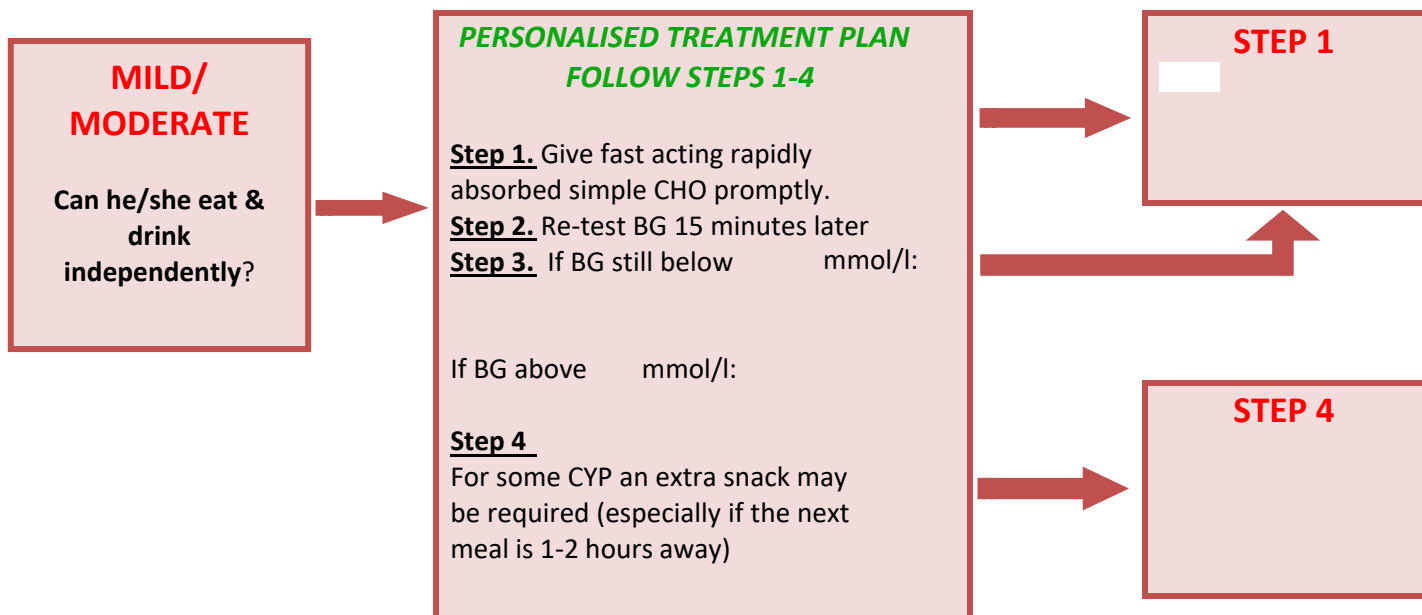 MILD/
MODERATE
Can he/she eat &
drink
independently?
PERSONALISED TREATMENT PLAN
FOLLOW STEPS 1-4
Step 1. Give fast acting rapidly
absorbed simple CHO promptly.
Step 2. Re-test BG 15 minutes later
Step 3. If BG still below mmol/l:
If BG above mmol/l:
Step 4
For some CYP an extra snack may
be required (especially if the next
meal is 1-2 hours away)
STEP 1
STEP 4